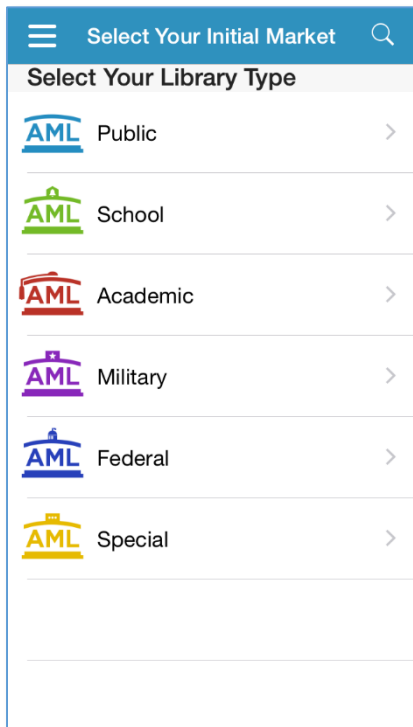 Select Your Initial Market
Select Your Library Type
AML Public
AML School
AML Academic
AML Military
AML Federal
AML Special